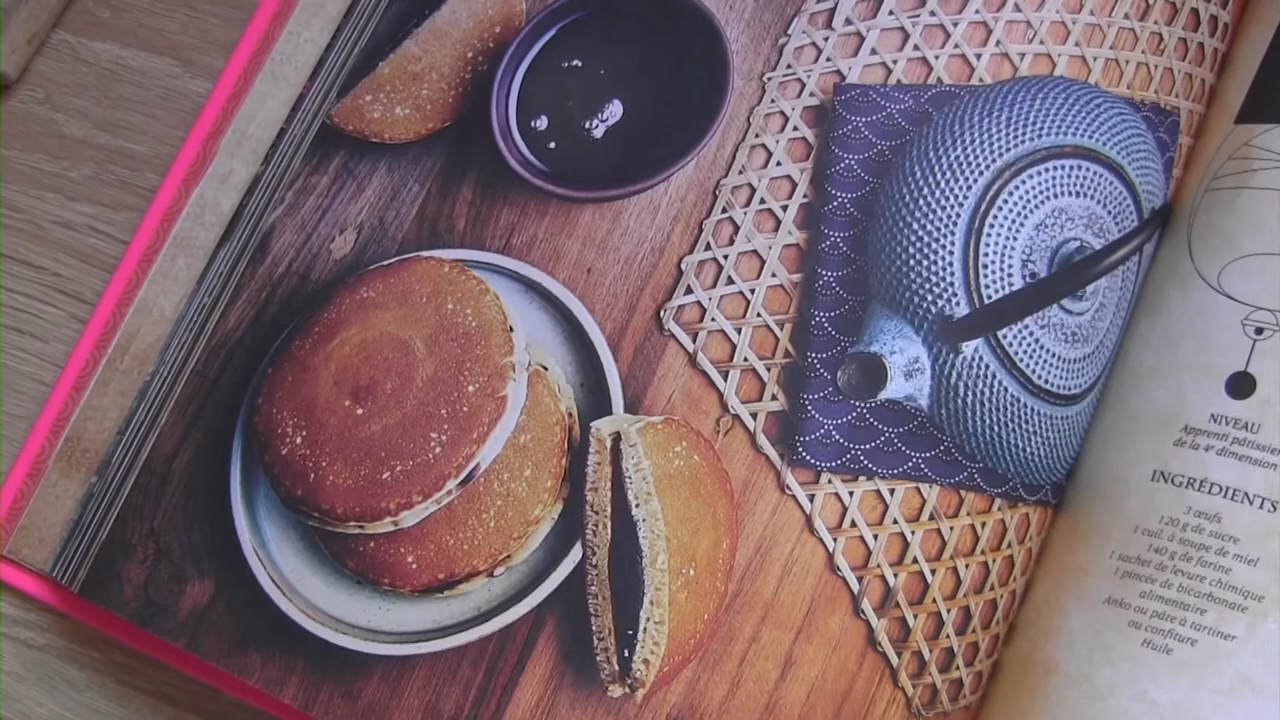 NIVEAU
Apprenti pâtissier
de la 4e dimension
INGRÉDIENTS
3 œufs
120 g de sucre
1 cuil. à soupe de miel
140 g de farine
1 sachet de levure chimique
1 pincée de bicarbonate
alimentaire
Anko ou pâte à tartiner
ou confiture
Huile